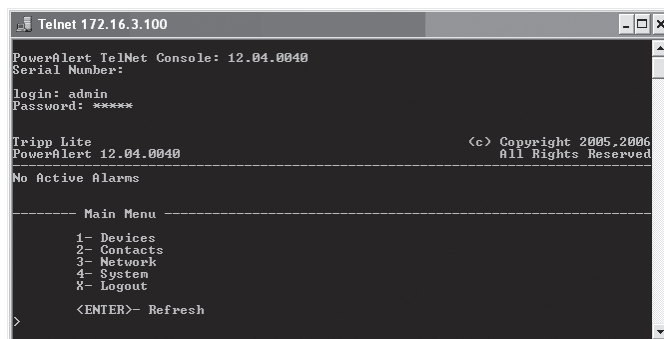 Telnet 172.16.3.100
PowerAlert TelNet Console: 12.04.0040
Serial Number:
login: admin
Password: *****
Tripp Lite (c) Copyright 2005,2006
PowerAlert 12.04.0040 All Rights Reserved
No Active Alarms
-------- Main Menu --------
1- Devices
2- Contacts
3- Network
4- System
X- Logout
<ENTER>- Refresh
>